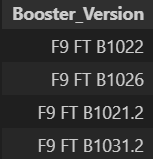 Booster_Version
F9 FT B1022
F9 FT B1026
F9 FT B1021.2
F9 FT B1031.2